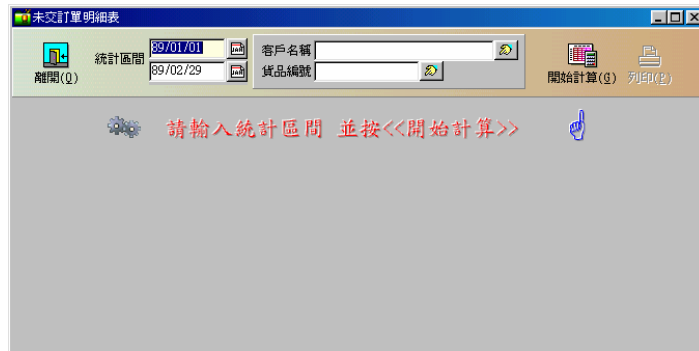 未交訂單明細表
離開(Q)
統計區間
89/01/01
89/02/29
客戶名稱
貨品編號
開始計算(G)
列印(P)
請輸入統計區間 並按<<開始計算>>